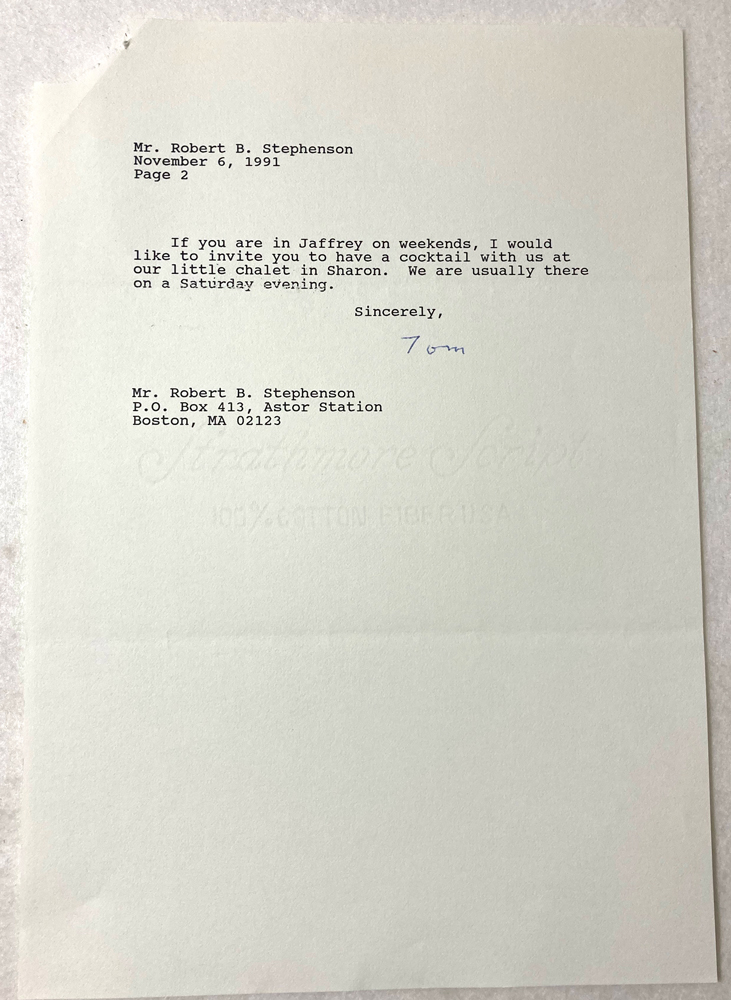 Mr. Robert B. Stephenson
November 6, 1991
Page 2
If you are in Jaffrey on weekends, I would
like to invite you to have a cocktail with us at
our little chalet in Sharon. We are usually there
on a Saturday evening.
Sincerely,
Tom
Mr. Robert B. Stephenson
P.O. Box 413, Astor Station
Boston, MA 02123
Strathmore Script
100% COTTON FIBER USA